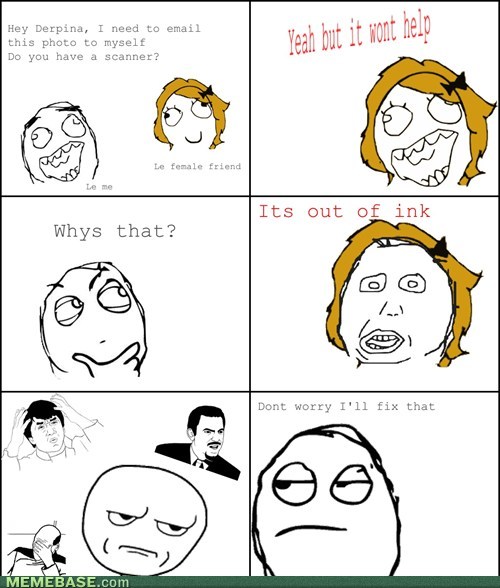 Hey Derpina, I need to email
this photo to myself
Do you have a scanner?
Le female friend
Le me
Yeah but it wont help
Whys that?
Its out of ink
Dont worry I'll fix that
MEMEBASE.com